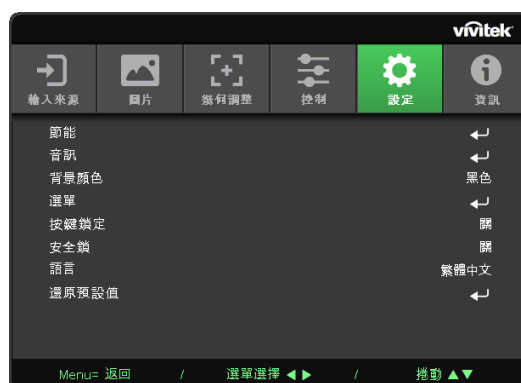 vivitek
輸入來源 圖片 幾何調整 控制 設定 資訊
節能
音訊
背景顏色 黑色
選單
按鍵鎖定 關
安全鎖 關
語言 繁體中文
還原預設值
Menu= 返回 / 選單選擇 ◀ ▶ / 捲動 ▲▼